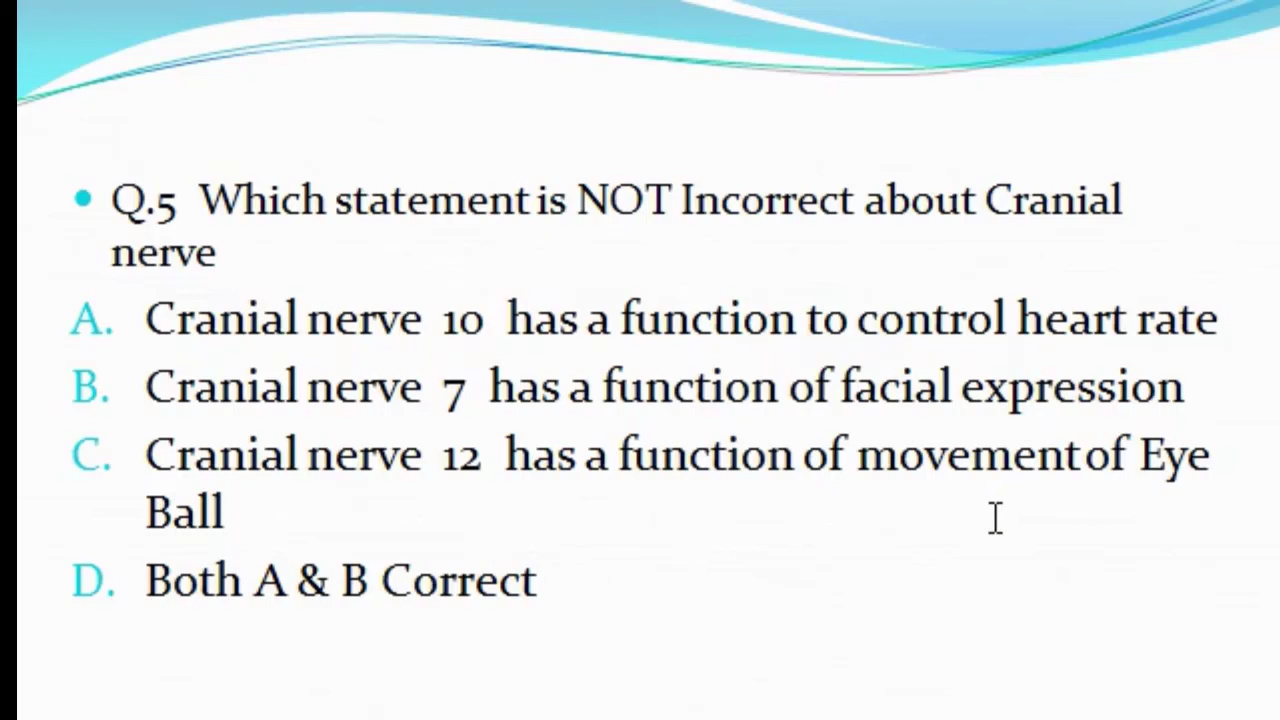 • Q.5 Which statement is NOT Incorrect about Cranial
nerve
A. Cranial nerve 10 has a function to control heart rate
B. Cranial nerve 7 has a function of facial expression
C. Cranial nerve 12 has a function of movement of Eye
Ball
D. Both A & B Correct